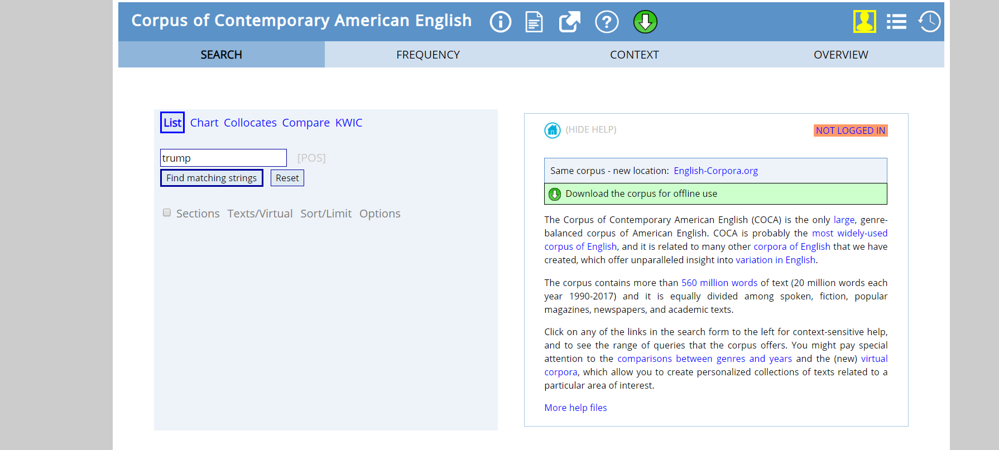 Corpus of Contemporary American English
SEARCH FREQUENCY CONTEXT OVERVIEW
List Chart Collocates Compare KWIC
trump [POS]
Find matching strings Reset
Sections Texts/Virtual Sort/Limit Options
(HIDE HELP) NOT LOGGED IN
Same corpus - new location: English-Corpora.org
Download the corpus for offline use
The Corpus of Contemporary American English (COCA) is the only large, genre-
balanced corpus of American English. COCA is probably the most widely-used
corpus of English, and it is related to many other corpora of English that we have
created, which offer unparalleled insight into variation in English.
The corpus contains more than 560 million words of text (20 million words each
year 1990-2017) and it is equally divided among spoken, fiction, popular
magazines, newspapers, and academic texts.
Click on any of the links in the search form to the left for context-sensitive help,
and to see the range of queries that the corpus offers. You might pay special
attention to the comparisons between genres and years and the (new) virtual
corpora, which allow you to create personalized collections of texts related to a
particular area of interest.
More help files